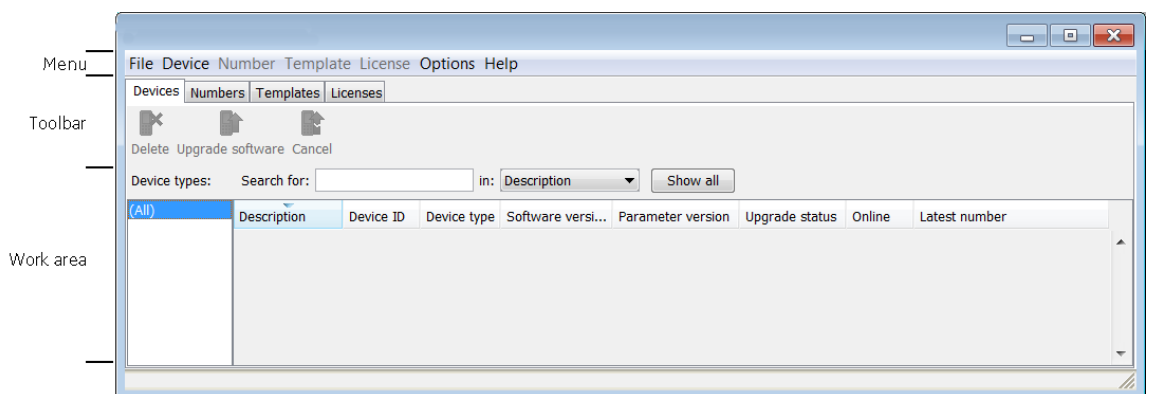 Menu
File Device Number Template License Options Help
Devices Numbers Templates Licenses
Toolbar
Delete Upgrade software Cancel
Device types: Search for: in: Description Show all
(All)
Description Device ID Device type Software versi... Parameter version Upgrade status Online Latest number
Work area